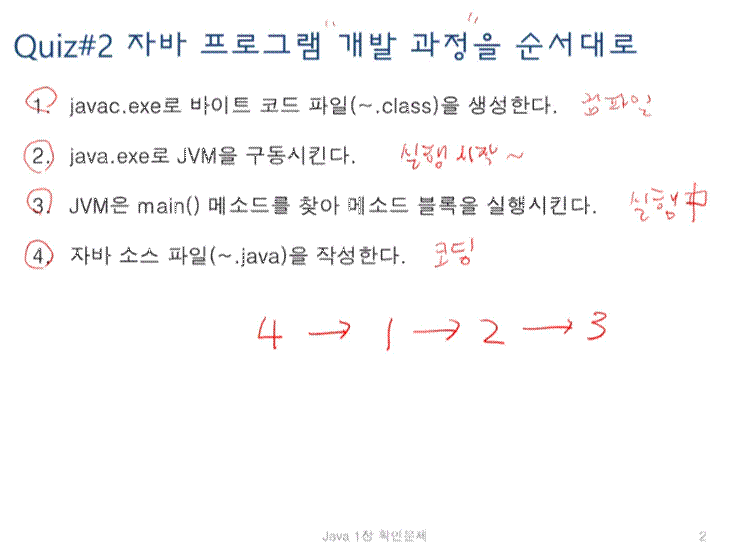 Quiz#2 자바 프로그램 "개발 과정"을 순서대로
1. javac.exe로 바이트 코드 파일(~.class)을 생성한다. 컴파일
2. java.exe로 JVM을 구동시킨다. 실행 시작 ~
3. JVM은 main() 메소드를 찾아 메소드 블록을 실행시킨다. 실행 中
4. 자바 소스 파일(~.java)을 작성한다. 코딩
4 → 1 → 2 → 3
Java 1장 확인문제 2